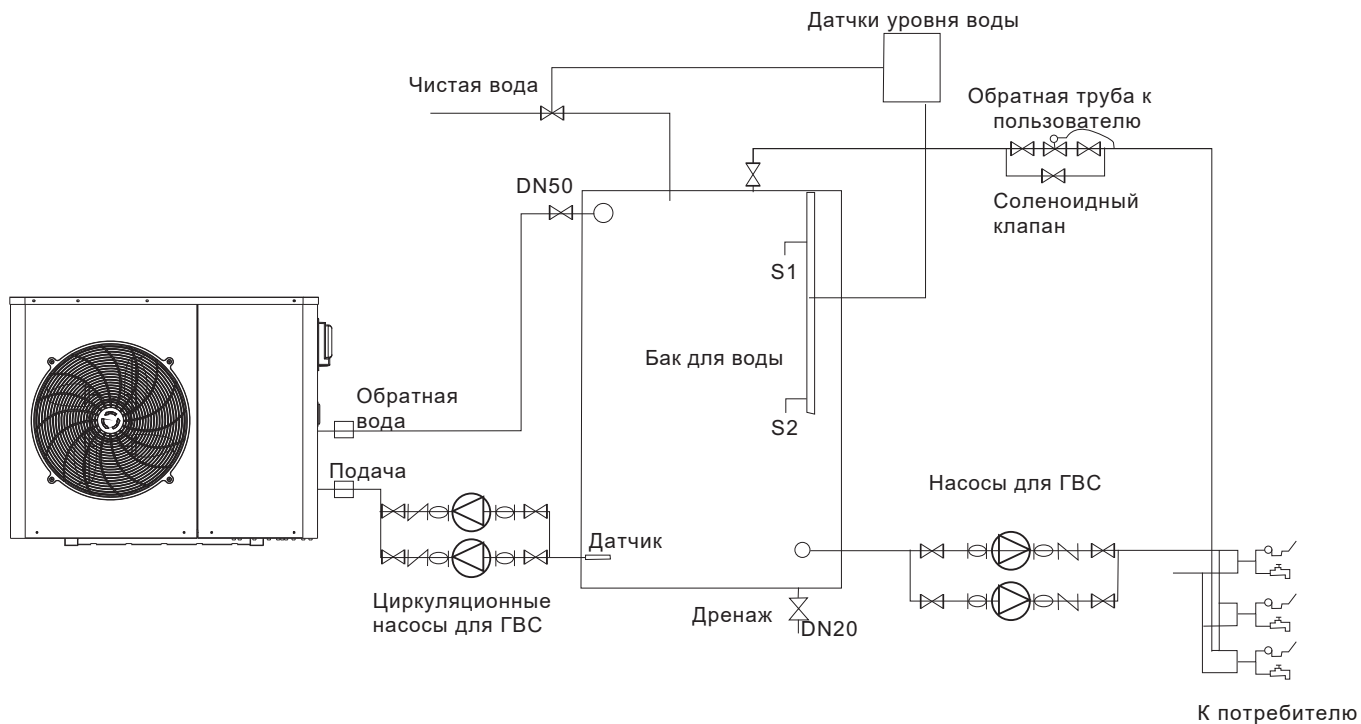 Датчки уровня воды
Чистая вода
Обратная труба к
пользователю
DN50
Соленоидный
клапан
S1
Бак для воды
Обратная
вода
S2
Подача
Насосы для ГВС
Датчик
Циркуляционные
насосы для ГВС
Дренаж
DN20
К потребителю